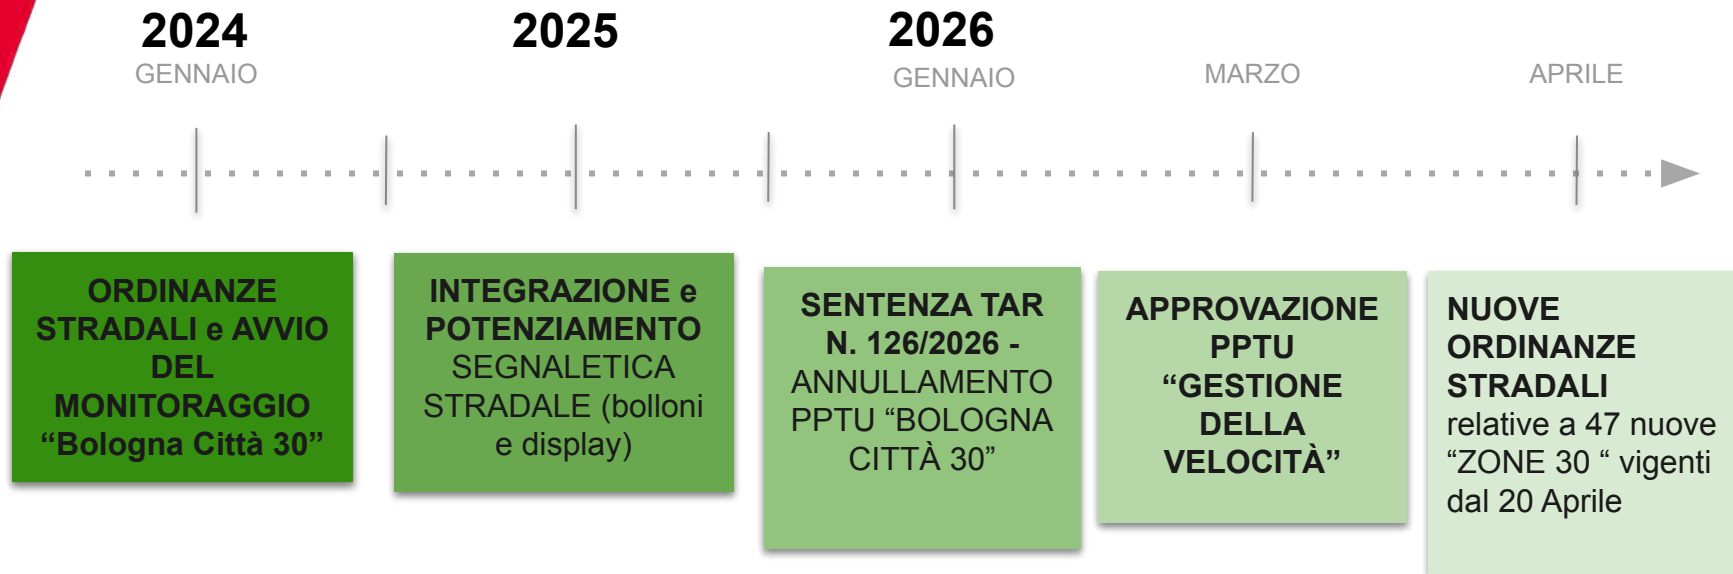 2024
GENNAIO
2025
2026
GENNAIO
MARZO
APRILE
ORDINANZE
STRADALI e AVVIO
DEL
MONITORAGGIO
“Bologna Città 30”
INTEGRAZIONE e
POTENZIAMENTO
SEGNALETICA
STRADALE (bolloni
e display)
SENTENZA TAR
N. 126/2026 -
ANNULLAMENTO
PPTU “BOLOGNA
CITTÀ 30”
APPROVAZIONE
PPTU
“GESTIONE
DELLA
VELOCITÀ”
NUOVE
ORDINANZE
STRADALI
relative a 47 nuove
“ZONE 30 “ vigenti
dal 20 Aprile